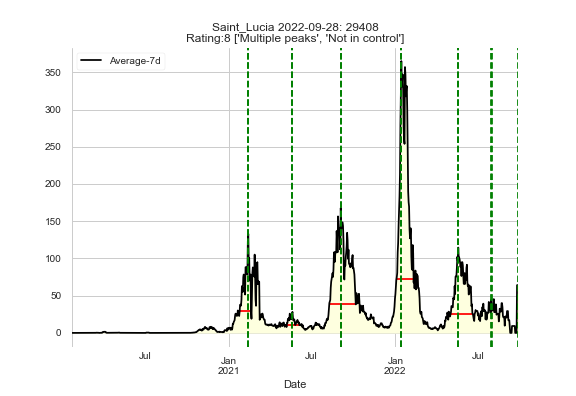 Saint_Lucia 2022-09-28: 29408
Rating:8 ['Multiple peaks', 'Not in control']
Average-7d
350
300
250
200
150
100
50
0
Jul
Jan
2021
Jul
Jan
2022
Jul
Date